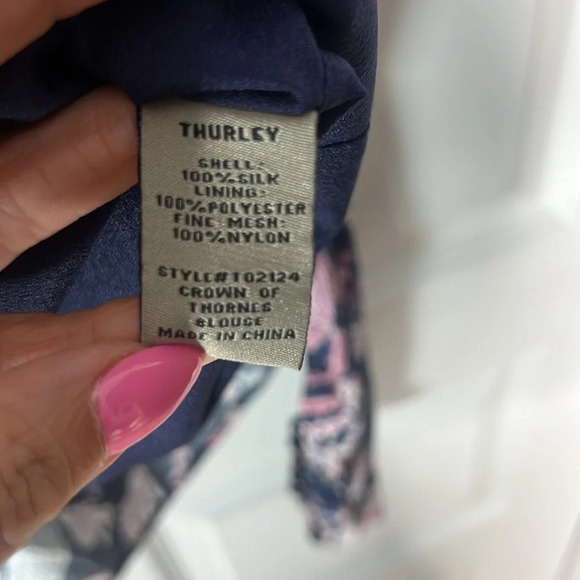 THURLEY
SHELL:
100%SILK
LINING:
100%POLYESTER
FINE MESH:
100%NYLON
STYLE#T02124
CROWN OF
THORNES
BLOUSE
MADE IN CHINA